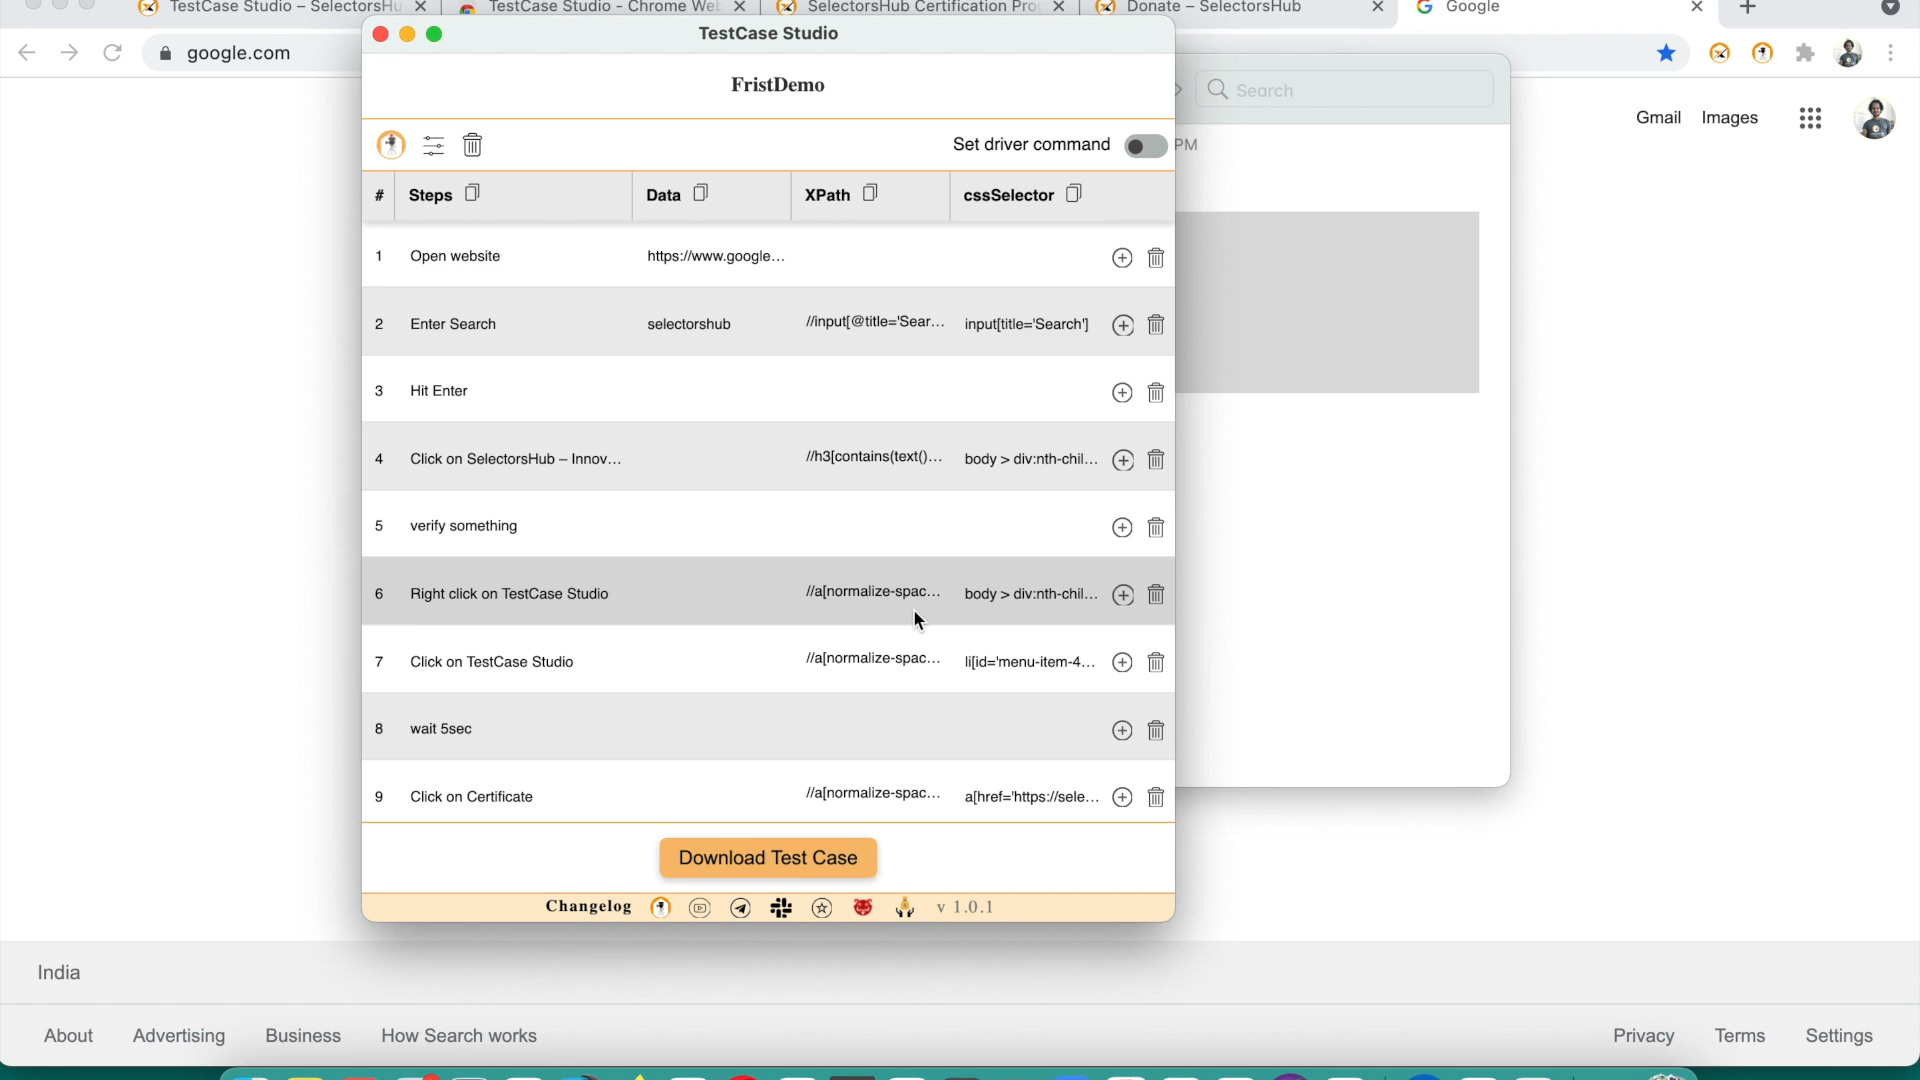 TestCase Studio – SelectorsHu
TestCase Studio - Chrome Web
SelectorsHub Certification Pro
Donate – SelectorsHub
Google
google.com
TestCase Studio
FristDemo
Search
Gmail
Images
Set driver command
PM
# Steps Data XPath cssSelector
1 Open website https://www.google...
2 Enter Search selectorshub //input[@title='Sear... input[title='Search']
3 Hit Enter
4 Click on SelectorsHub – Innov... //h3[contains(text()... body > div:nth-chil...
5 verify something
6 Right click on TestCase Studio //a[normalize-spac... body > div:nth-chil...
7 Click on TestCase Studio //a[normalize-spac... li[id='menu-item-4...
8 wait 5sec
9 Click on Certificate //a[normalize-spac... a[href='https://sele...
Download Test Case
Changelog v 1.0.1
India
About Advertising Business How Search works Privacy Terms Settings